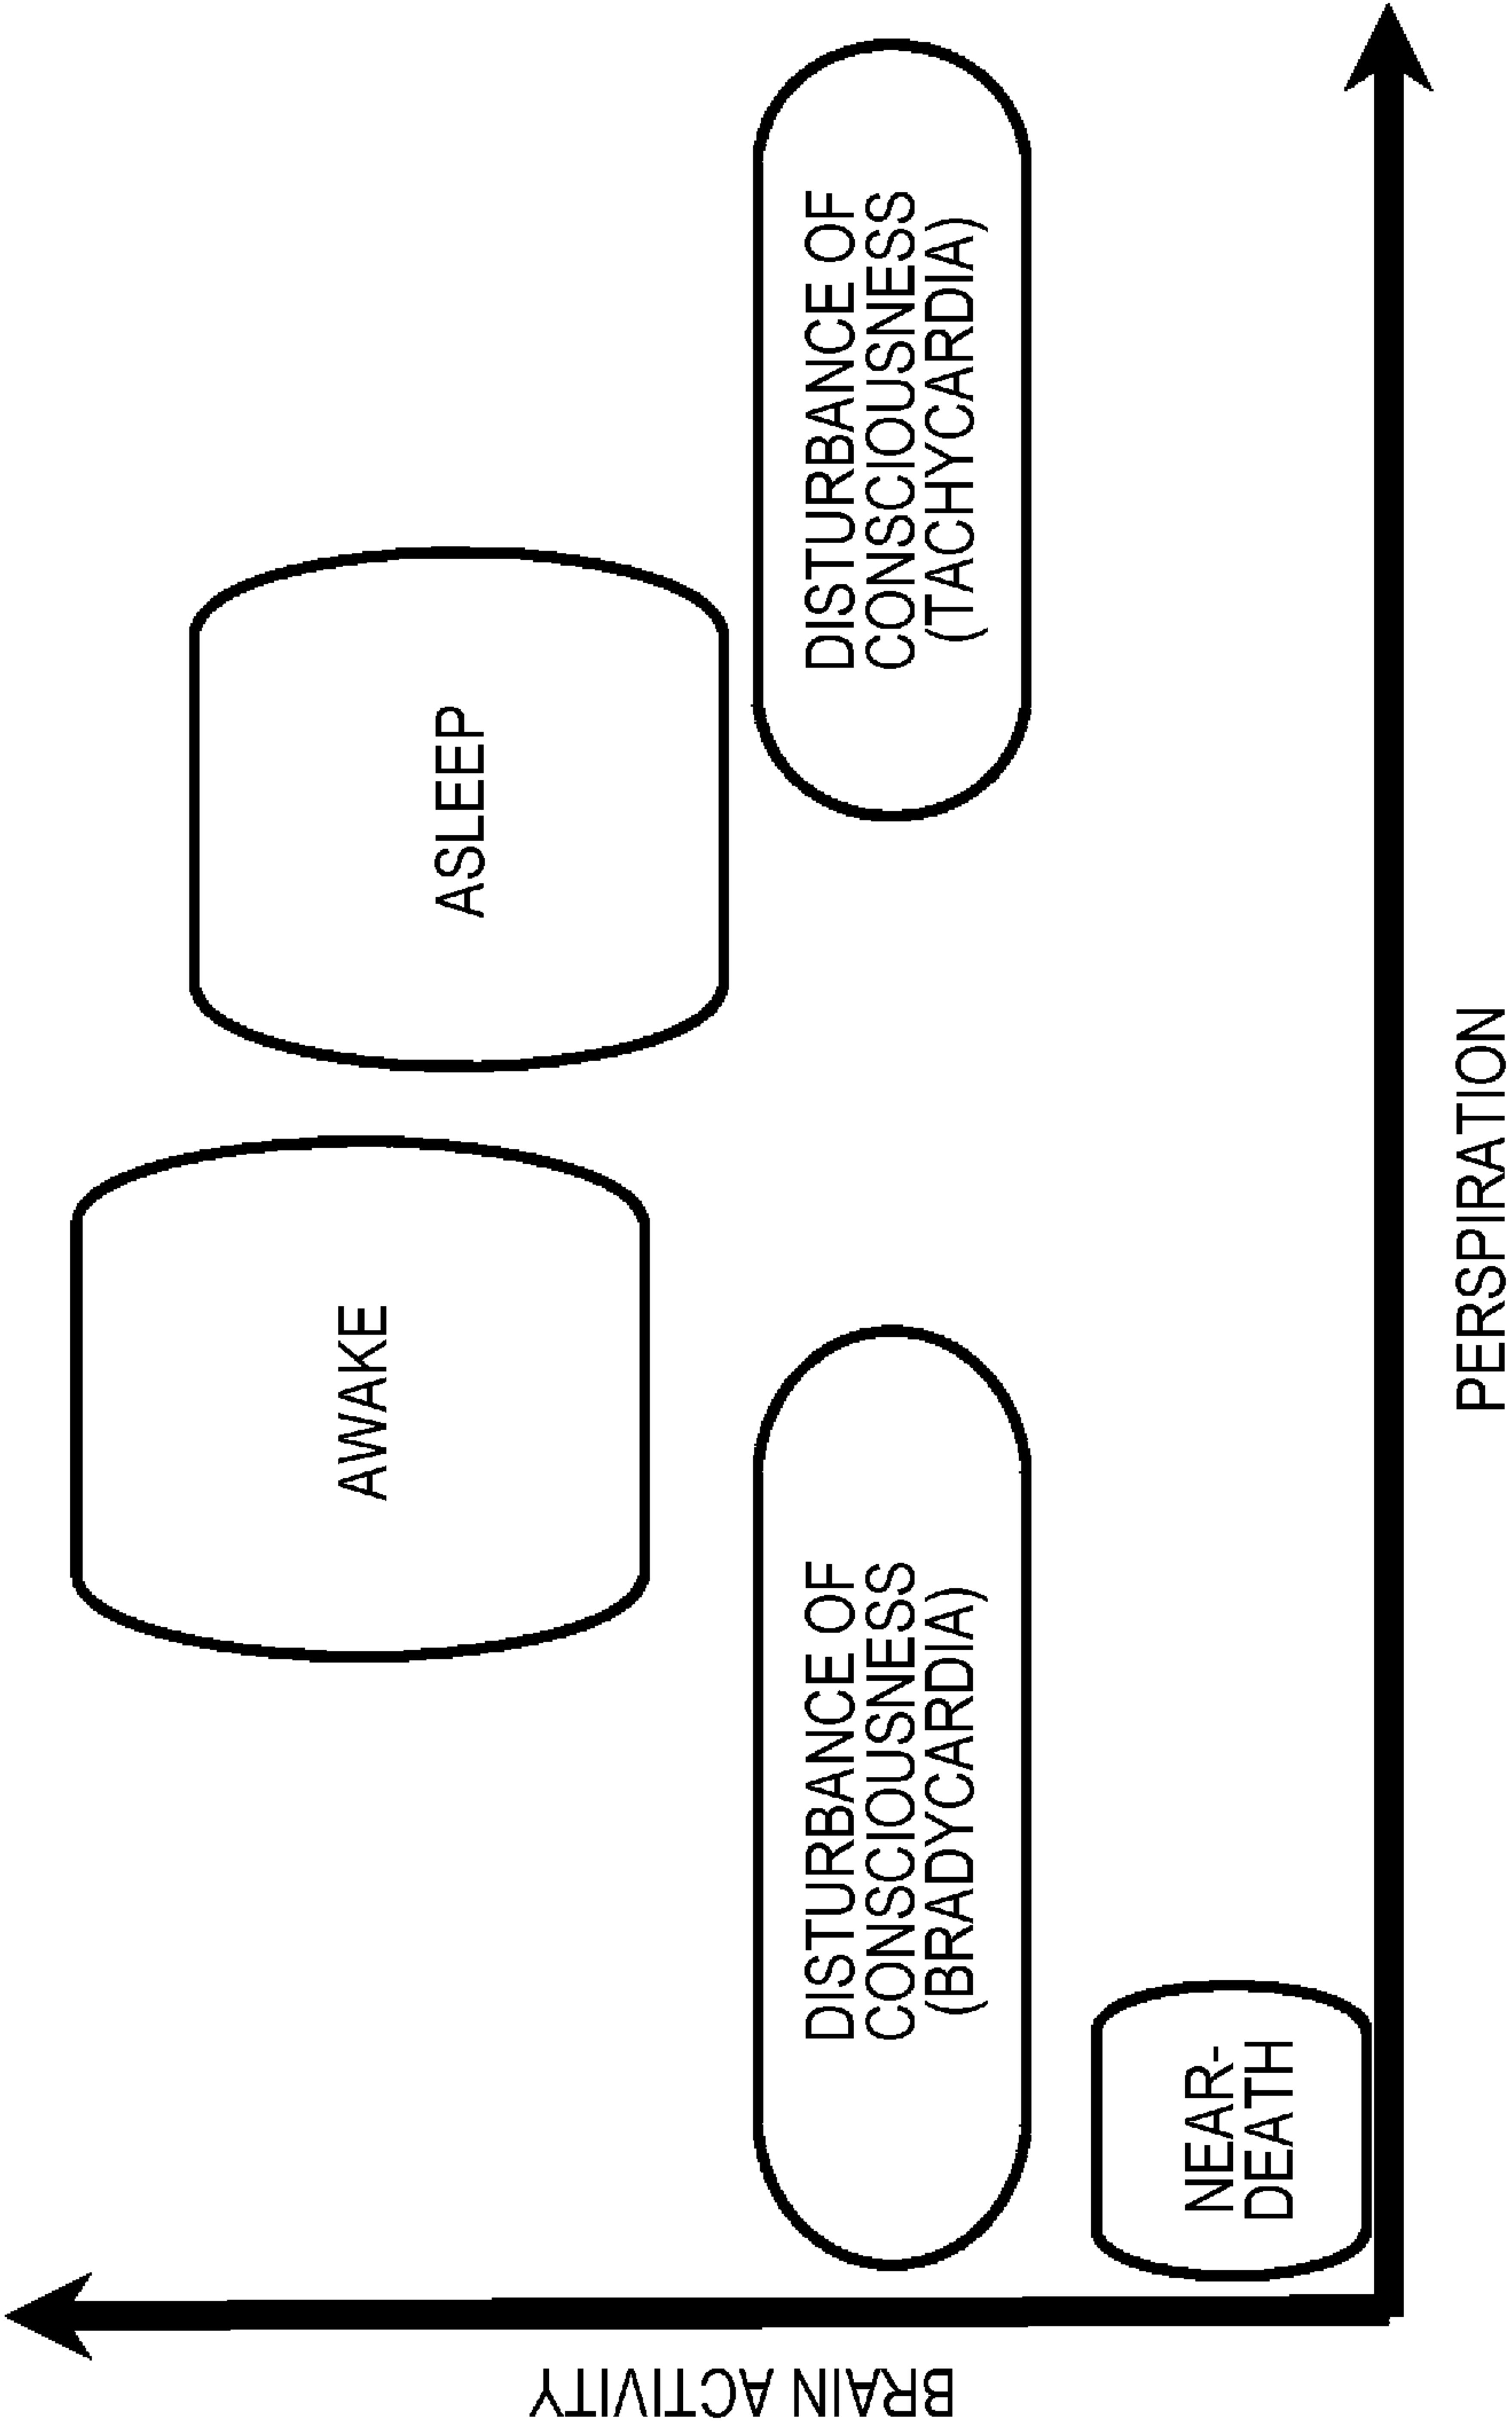 BRAIN ACTIVITY
AWAKE
ASLEEP
DISTURBANCE OF
CONSCIOUSNESS
(BRADYCARDIA)
DISTURBANCE OF
CONSCIOUSNESS
(TACHYCARDIA)
NEAR-
DEATH
PERSPIRATION